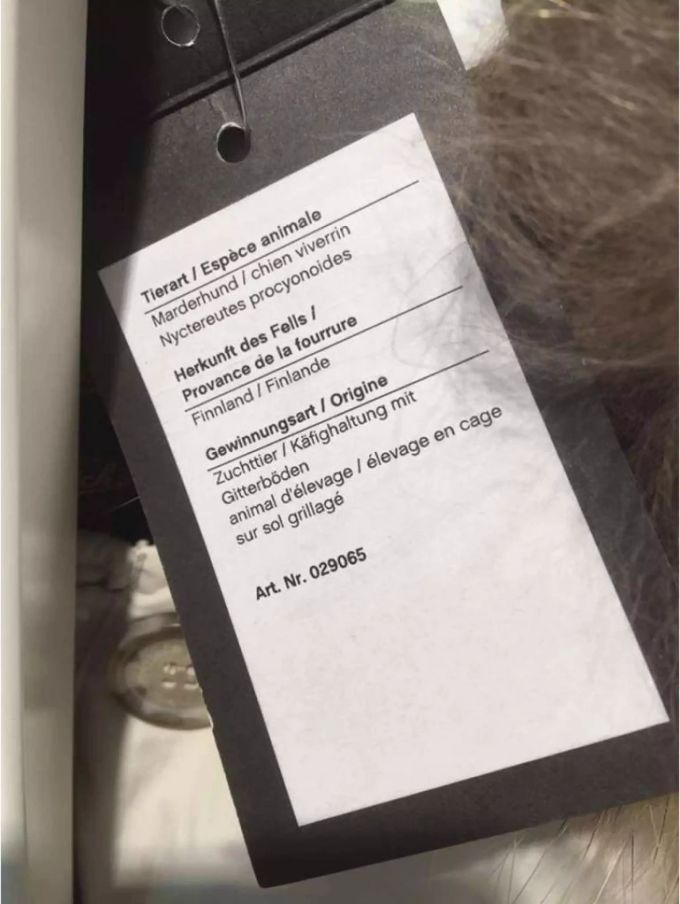 Tierart / Espèce animale
Marderhund / chien viverrin
Nyctereutes procyonoides
Herkunft des Fells /
Provance de la fourrure
Finnland / Finlande
Gewinnungsart / Origine
Zuchttier / Käfighaltung mit
Gitterböden
animal d'élevage / élevage en cage
sur sol grillagé
Art. Nr. 029065